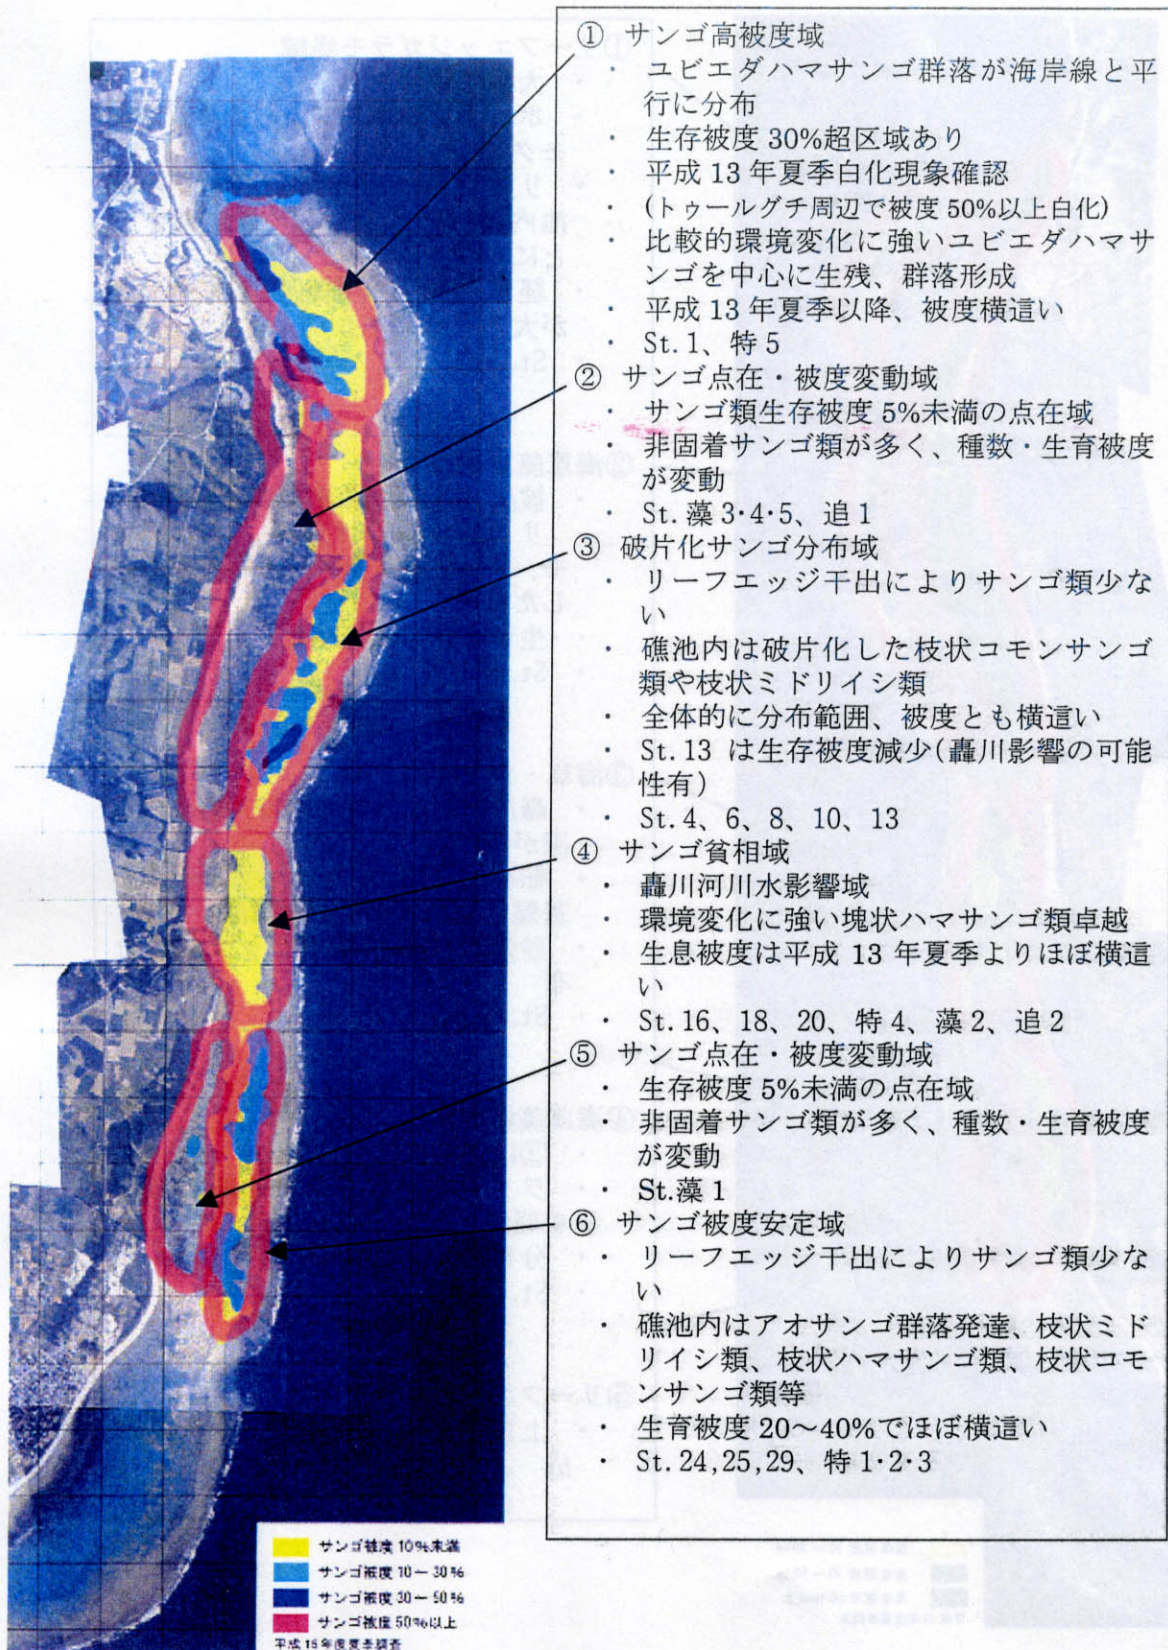 ① サンゴ高被度域
・ ユビエダハマサンゴ群落が海岸線と平
行に分布
・ 生存被度 30%超区域あり
・ 平成 13 年夏季白化現象確認
・ (トゥールグチ周辺で被度 50%以上白化)
・ 比較的環境変化に強いユビエダハマサ
ンゴを中心に生残、群落形成
・ 平成 13 年夏季以降、被度横這い
・ St. 1、特 5
② サンゴ点在・被度変動域
・ サンゴ類生存被度 5%未満の点在域
・ 非固着サンゴ類が多く、種数・生育被度
が変動
・ St. 藻 3・4・5、追 1
③ 破片化サンゴ分布域
・ リーフエッジ干出によりサンゴ類少な
い
・ 礁池内は破片化した枝状コモンサンゴ
類や枝状ミドリイシ類
・ 全体的に分布範囲、被度とも横這い
・ St. 13 は生存被度減少(轟川影響の可能
性有)
・ St. 4、6、8、10、13
④ サンゴ貧相域
・ 轟川河川水影響域
・ 環境変化に強い塊状ハマサンゴ類卓越
・ 生息被度は平成 13 年夏季よりほぼ横這
い
・ St. 16、18、20、特 4、藻 2、追 2
⑤ サンゴ点在・被度変動域
・ 生存被度 5%未満の点在域
・ 非固着サンゴ類が多く、種数・生育被度
が変動
・ St.藻 1
⑥ サンゴ被度安定域
・ リーフエッジ干出によりサンゴ類少な
い
・ 礁池内はアオサンゴ群落発達、枝状ミド
リイシ類、枝状ハマサンゴ類、枝状コモ
ンサンゴ類等
・ 生育被度 20～40%でほぼ横這い
・ St. 24,25,29、特 1・2・3
サンゴ被度 10%未満
サンゴ被度 10－30%
サンゴ被度 30－50%
サンゴ被度 50%以上
平成 15 年度夏季調査